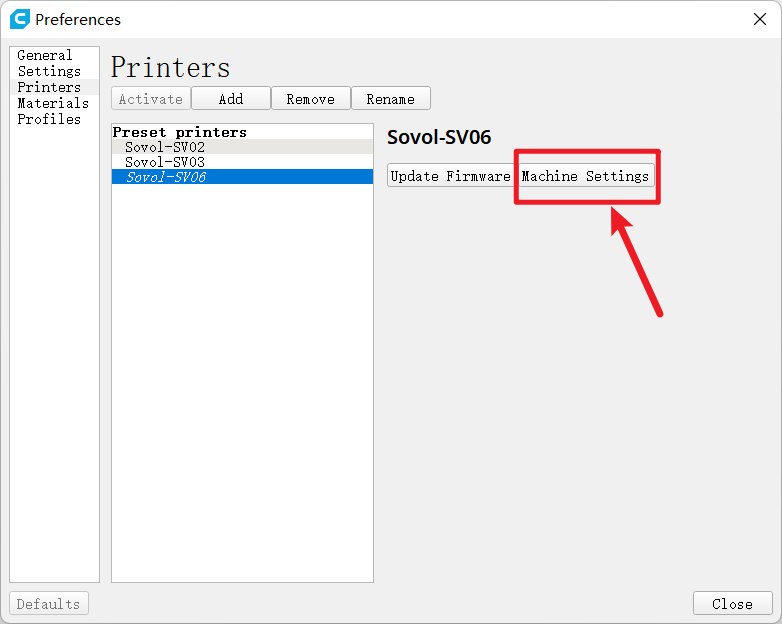 Preferences
General
Settings
Printers
Materials
Profiles
Printers
Activate Add Remove Rename
Preset printers
Sovol-SV02
Sovol-SV03
Sovol-SV06
Sovol-SV06
Update Firmware Machine Settings
Defaults
Close